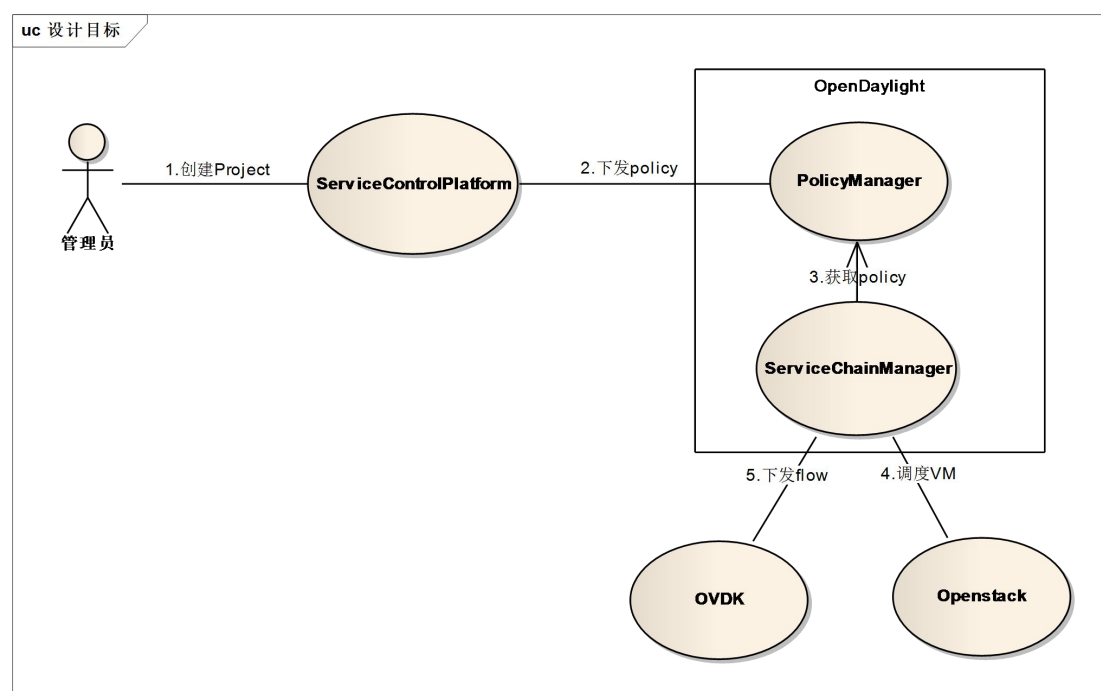 uc 设计目标
OpenDaylight
1.创建Project
ServiceControlPlatform
2.下发policy
PolicyManager
管理员
3.获取policy
ServiceChainManager
5.下发flow
4.调度VM
OVDK
Openstack